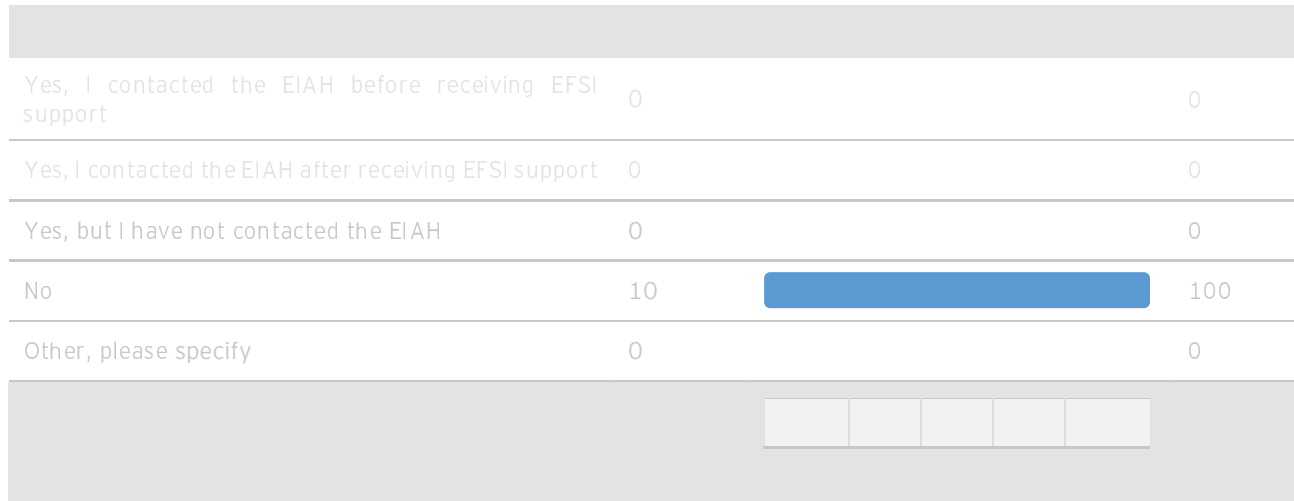 Yes, I contacted the EIAH before receiving EFSI
support 0 0
Yes, I contacted the EIAH after receiving EFSI support 0 0
Yes, but I have not contacted the EIAH 0 0
No 10 100
Other, please specify 0 0